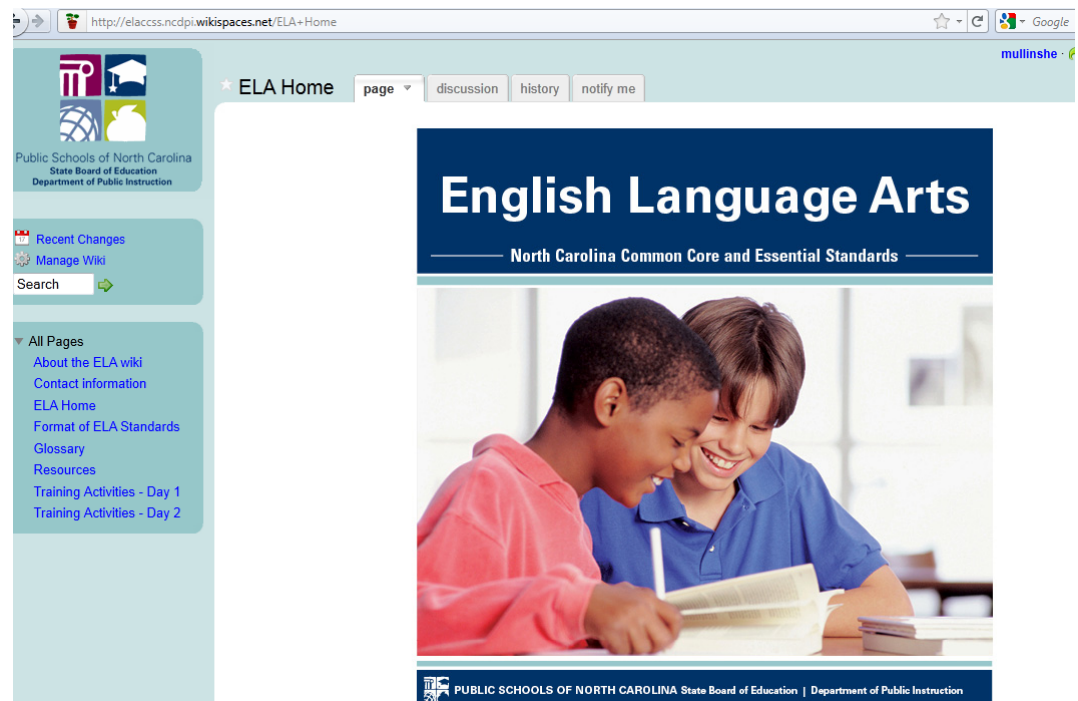 http://elaccss.ncdpi.wikispaces.net/ELA+Home
Google
mullinshe ·
ELA Home
page
discussion
history
notify me
Public Schools of North Carolina
State Board of Education
Department of Public Instruction
Recent Changes
17
Manage Wiki
Search
All Pages
About the ELA wiki
Contact information
ELA Home
Format of ELA Standards
Glossary
Resources
Training Activities - Day 1
Training Activities - Day 2
English Language Arts
North Carolina Common Core and Essential Standards
PUBLIC SCHOOLS OF NORTH CAROLINA State Board of Education | Department of Public Instruction